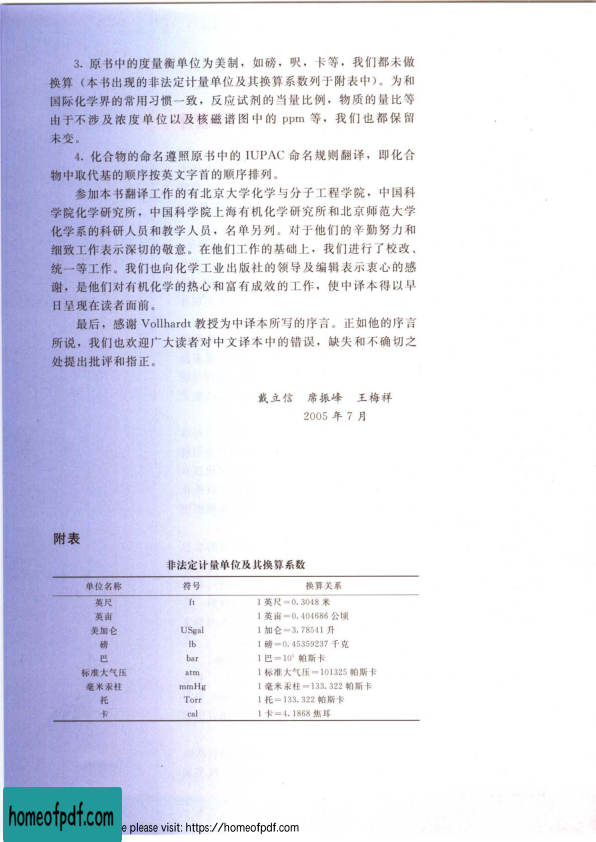 3. 原书中的度量衡单位为美制，如磅，呎，卡等，我们都未做
换算（本书出现的非法定计量单位及其换算系数列于附表中）。为和
国际化学界的常用习惯一致，反应试剂的当量比例，物质的量比等
由于不涉及浓度单位以及核磁谱图中的 ppm 等，我们也都保留
未变。
4. 化合物的命名遵照原书中的 IUPAC 命名规则翻译，即化合
物中取代基的顺序按英文字首的顺序排列。
参加本书翻译工作的有北京大学化学与分子工程学院，中国科
学院化学研究所，中国科学院上海有机化学研究所和北京师范大学
化学系的科研人员和教学人员，名单另列。对于他们的辛勤努力和
细致工作表示深切的敬意。在他们工作的基础上，我们进行了校改、
统一等工作。我们也向化学工业出版社的领导及编辑表示衷心的感
谢，是他们对有机化学的热心和富有成效的工作，使中译本得以早
日呈现在读者面前。
最后，感谢 Vollhardt 教授为中译本所写的序言。正如他的序言
所说，我们也欢迎广大读者对中文译本中的错误，缺失和不确切之
处提出批评和指正。
戴立信 席振峰 王梅祥
2005 年 7 月
附表
非法定计量单位及其换算系数
单位名称 符号 换算关系
英尺 ft 1 英尺=0.3048 米
英亩 1 英亩=0.404686 公顷
美加仑 USgal 1 加仑=3.78541 升
磅 lb 1 磅=0.45359237 千克
巴 bar 1 巴=10⁵ 帕斯卡
标准大气压 atm 1 标准大气压=101325 帕斯卡
毫米汞柱 mmHg 1 毫米汞柱=133.322 帕斯卡
托 Torr 1 托=133.322 帕斯卡
卡 cal 1 卡=4.1868 焦耳
homeofpdf.com
e please visit: https://homeofpdf.com